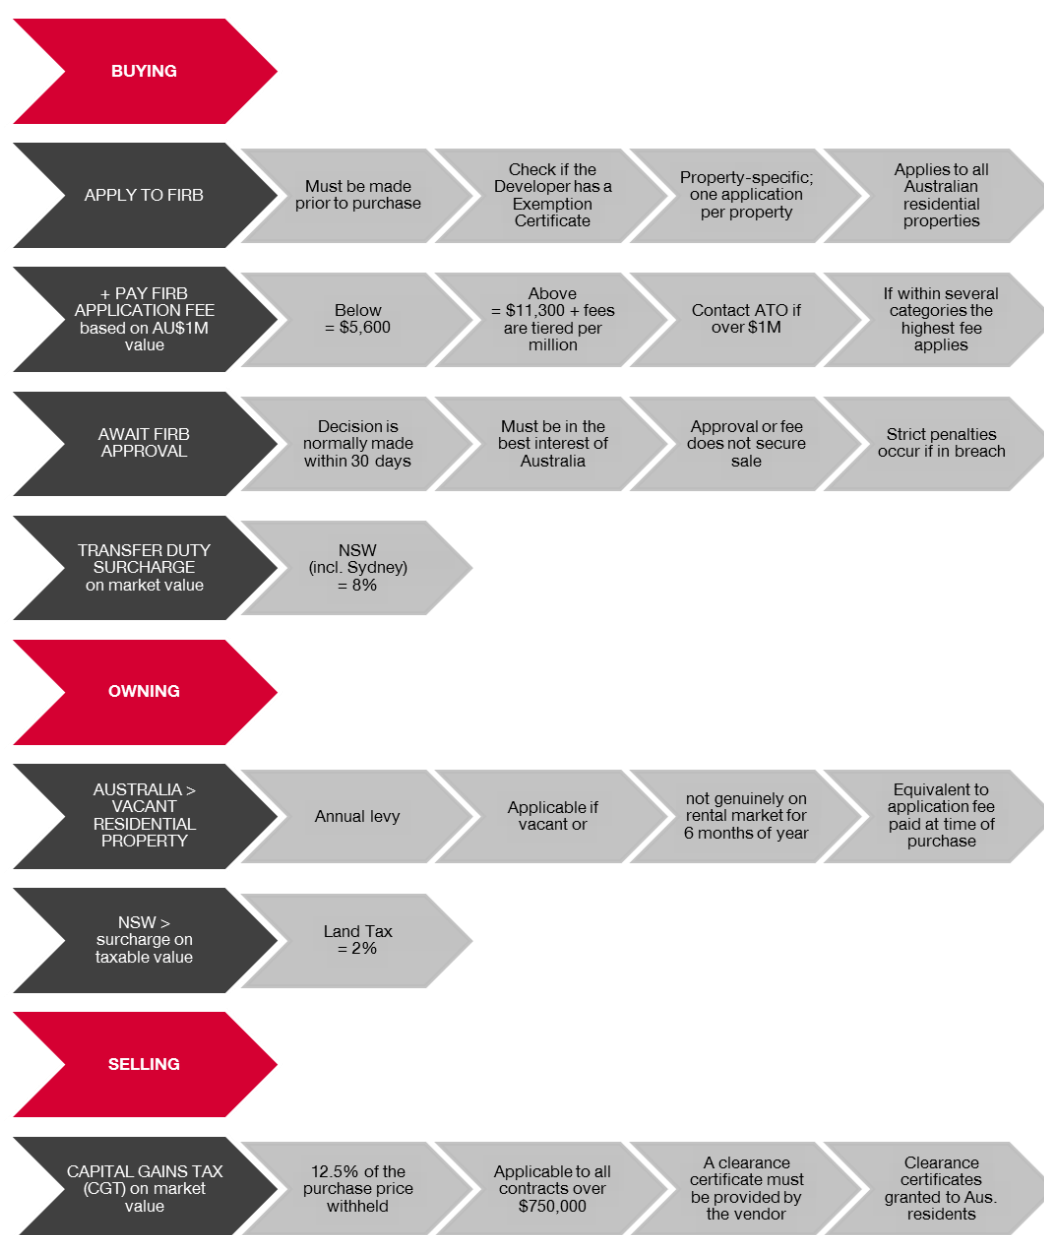 BUYING
APPLY TO FIRB
Must be made
prior to purchase
Check if the
Developer has a
Exemption
Certificate
Property-specific;
one application
per property
Applies to all
Australian
residential
properties
+ PAY FIRB
APPLICATION FEE
based on AU$1M
value
Below
= $5,600
Above
= $11,300 + fees
are tiered per
million
Contact ATO if
over $1M
If within several
categories the
highest fee
applies
AWAIT FIRB
APPROVAL
Decision is
normally made
within 30 days
Must be in the
best interest of
Australia
Approval or fee
does not secure
sale
Strict penalties
occur if in breach
TRANSFER DUTY
SURCHARGE
on market value
NSW
(incl. Sydney)
= 8%
OWNING
AUSTRALIA >
VACANT
RESIDENTIAL
PROPERTY
Annual levy
Applicable if
vacant or
not genuinely on
rental market for
6 months of year
Equivalent to
application fee
paid at time of
purchase
NSW >
surcharge on
taxable value
Land Tax
= 2%
SELLING
CAPITAL GAINS TAX
(CGT) on market
value
12.5% of the
purchase price
withheld
Applicable to all
contracts over
$750,000
A clearance
certificate must
be provided by
the vendor
Clearance
certificates
granted to Aus.
residents